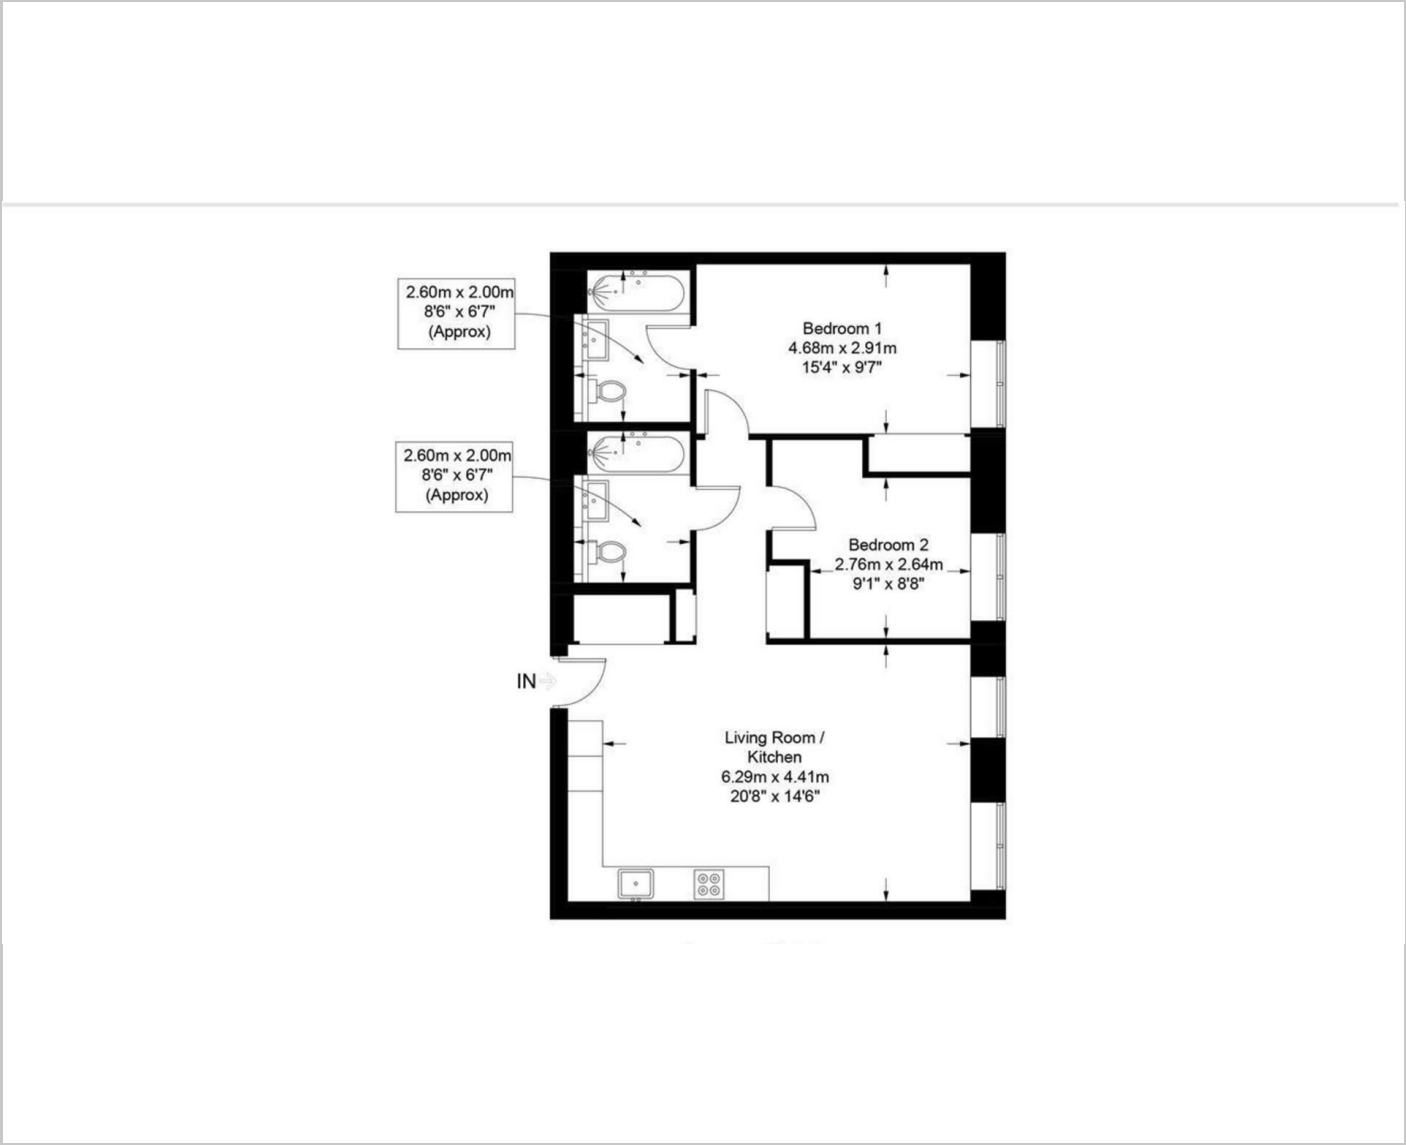 2.60m x 2.00m
8'6" x 6'7"
(Approx)
Bedroom 1
4.68m x 2.91m
15'4" x 9'7"
2.60m x 2.00m
8'6" x 6'7"
(Approx)
Bedroom 2
2.76m x 2.64m
9'1" x 8'8"
IN
Living Room /
Kitchen
6.29m x 4.41m
20'8" x 14'6"